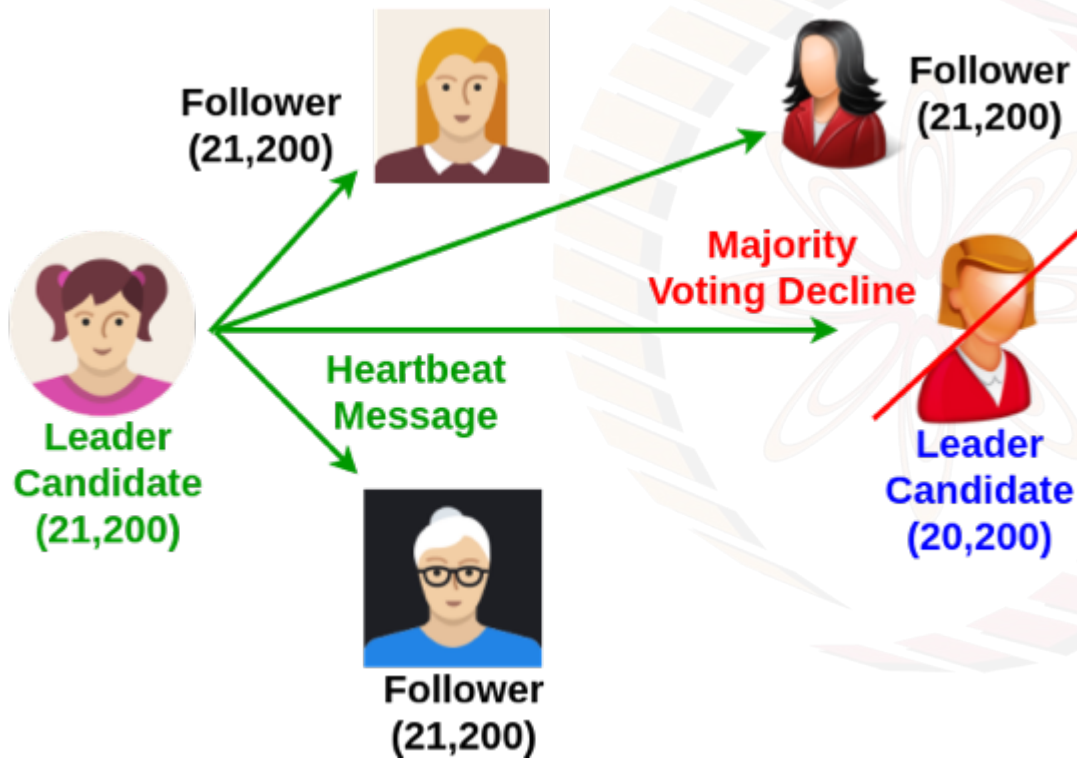 Follower
(21,200)
Follower
(21,200)
Majority
Voting Decline
Heartbeat
Message
Leader
Candidate
(21,200)
Leader
Candidate
(20,200)
Follower
(21,200)